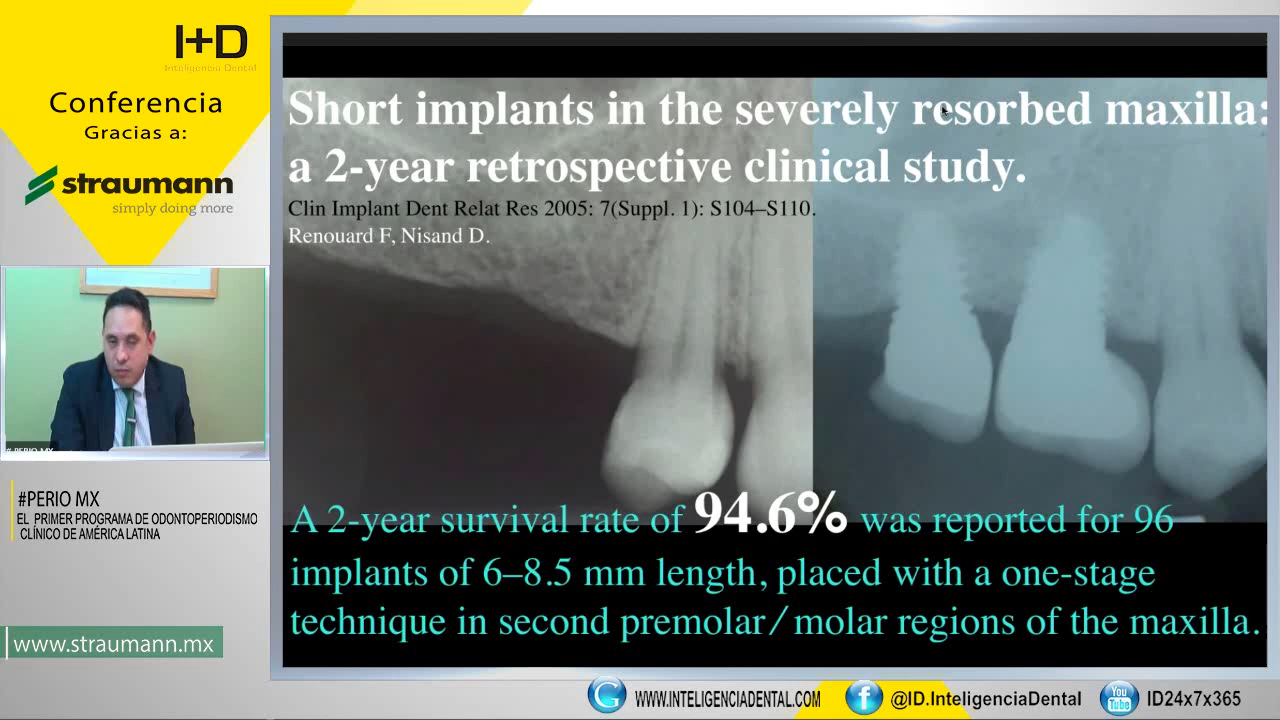 I+D
Inteligencia Dental
Conferencia
Gracias a:
straumann
simply doing more
# PERIO MX
#PERIO MX
EL PRIMER PROGRAMA DE ODONTOPERIODISMO
CLÍNICO DE AMÉRICA LATINA
www.straumann.mx
Short implants in the severely resorbed maxilla:
a 2-year retrospective clinical study.
Clin Implant Dent Relat Res 2005: 7(Suppl. 1): S104–S110.
Renouard F, Nisand D.
A 2-year survival rate of 94.6% was reported for 96
implants of 6–8.5 mm length, placed with a one-stage
technique in second premolar/molar regions of the maxilla.
WWW.INTELIGENCIADENTAL.COM
@ID.InteligenciaDental
You Tube
ID24x7x365